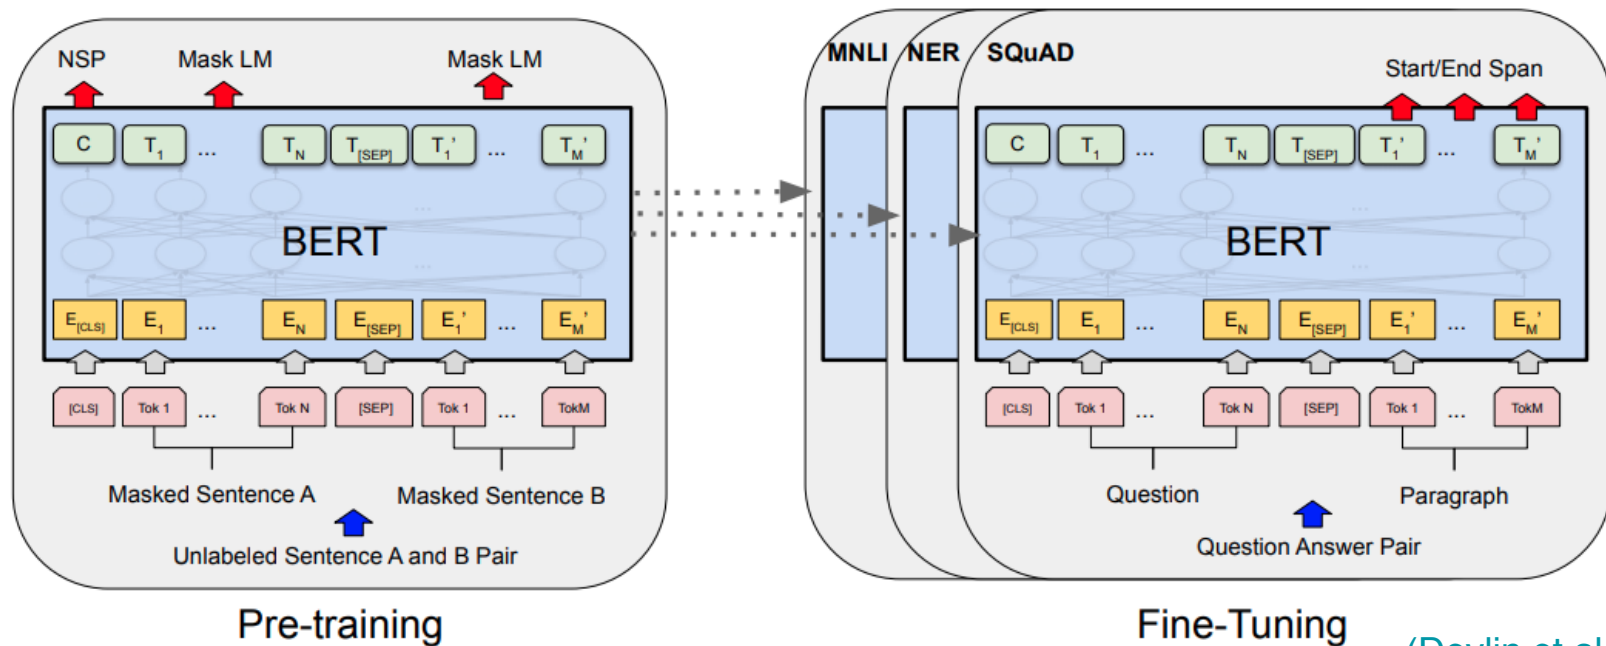 NSP Mask LM Mask LM
C T1 ... TN T[SEP] T1' ... TM'
...
BERT
...
E[CLS] E1 ... EN E[SEP] E1' ... EM'
[CLS] Tok 1 ... Tok N [SEP] Tok 1 ... TokM
Masked Sentence A Masked Sentence B
Unlabeled Sentence A and B Pair
Pre-training
MNLI NER SQuAD
Start/End Span
C T1 ... TN T[SEP] T1' ... TM'
...
BERT
...
E[CLS] E1 ... EN E[SEP] E1' ... EM'
[CLS] Tok 1 ... Tok N [SEP] Tok 1 ... TokM
Question Paragraph
Question Answer Pair
Fine-Tuning